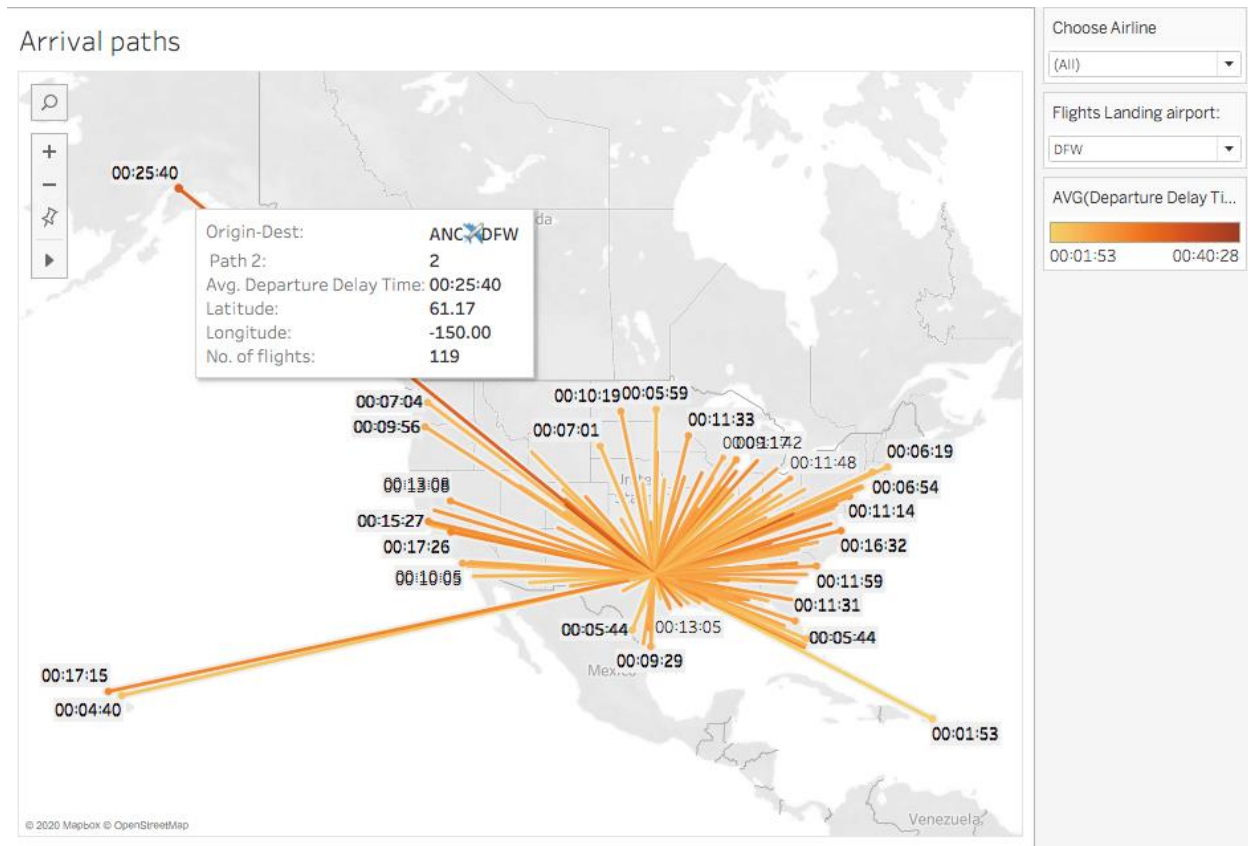 Arrival paths
Choose Airline
(All)
Flights Landing airport:
DFW
AVG(Departure Delay Ti...
00:01:53 00:40:28
00:25:40
da
Origin-Dest: ANC✈DFW
Path 2: 2
Avg. Departure Delay Time: 00:25:40
Latitude: 61.17
Longitude: -150.00
No. of flights: 119
00:07:04
00:09:56
00:10:19
00:05:59
00:07:01
00:11:33
00:11:48
00:06:19
00:06:54
00:11:14
00:15:27
00:17:26
00:10:05
00:16:32
00:11:59
00:11:31
00:05:44
00:13:05
00:05:44
00:09:29
00:17:15
00:04:40
00:01:53
Venezuela
© 2020 Mapbox © OpenStreetMap